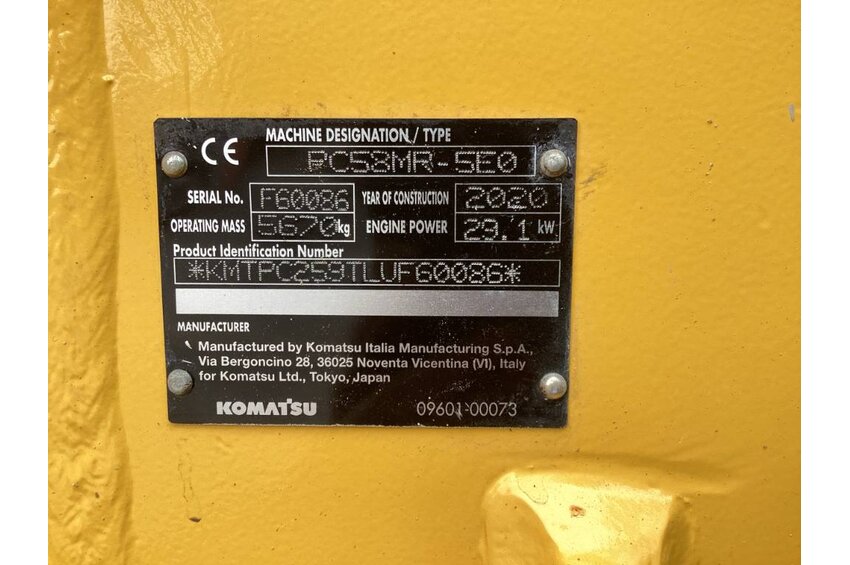 CE MACHINE DESIGNATION / TYPE
PC58MR-5E0
SERIAL No. F60086 YEAR OF CONSTRUCTION 2020
OPERATING MASS 5670 kg ENGINE POWER 29.1 kW
Product Identification Number
*KMTPC259TLVF60086*
MANUFACTURER
Manufactured by Komatsu Italia Manufacturing S.p.A.,
Via Bergoncino 28, 36025 Noventa Vicentina (VI), Italy
for Komatsu Ltd., Tokyo, Japan
KOMATSU 09601-00073